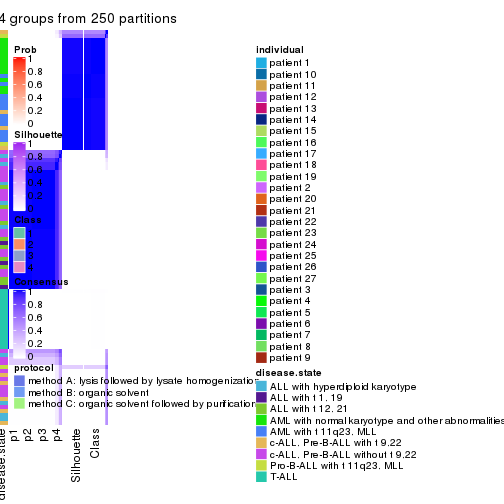 4 groups from 250 partitions
Prob
1
0.8
0.6
0.4
0.2
0
Silhouette
1
0.8
0.6
0.4
0.2
0
Class
1
2
3
4
Consensus
1
0.8
0.6
0.4
0.2
0
protocol
method A: lysis followed by lysate homogenization
method B: organic solvent
method C: organic solvent followed by purification
disease.state
p1
p2
p3
p4
Silhouette
Class
individual
patient 1
patient 10
patient 11
patient 12
patient 13
patient 14
patient 15
patient 16
patient 17
patient 18
patient 19
patient 2
patient 20
patient 21
patient 22
patient 23
patient 24
patient 25
patient 26
patient 27
patient 3
patient 4
patient 5
patient 6
patient 7
patient 8
patient 9
disease.state
ALL with hyperdiploid karyotype
ALL with t 1. 19
ALL with t 12. 21
AML with normal karyotype and other abnormalities
AML with t 11q23. MLL
c-ALL. Pre-B-ALL with t 9.22
c-ALL. Pre-B-ALL without t 9.22
Pro-B-ALL with t 11q23. MLL
T-ALL